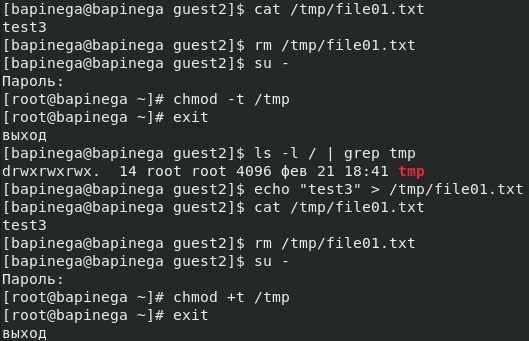 [bapinega@bapinega guest2]$ cat /tmp/file01.txt
test3
[bapinega@bapinega guest2]$ rm /tmp/file01.txt
[bapinega@bapinega guest2]$ su -
Пароль:
[root@bapinega ~]# chmod -t /tmp
[root@bapinega ~]# exit
выход
[bapinega@bapinega guest2]$ ls -l / | grep tmp
drwxrwxrwx.  14 root root 4096 фев 21 18:41 tmp
[bapinega@bapinega guest2]$ echo "test3" > /tmp/file01.txt
[bapinega@bapinega guest2]$ cat /tmp/file01.txt
test3
[bapinega@bapinega guest2]$ rm /tmp/file01.txt
[bapinega@bapinega guest2]$ su -
Пароль:
[root@bapinega ~]# chmod +t /tmp
[root@bapinega ~]# exit
выход